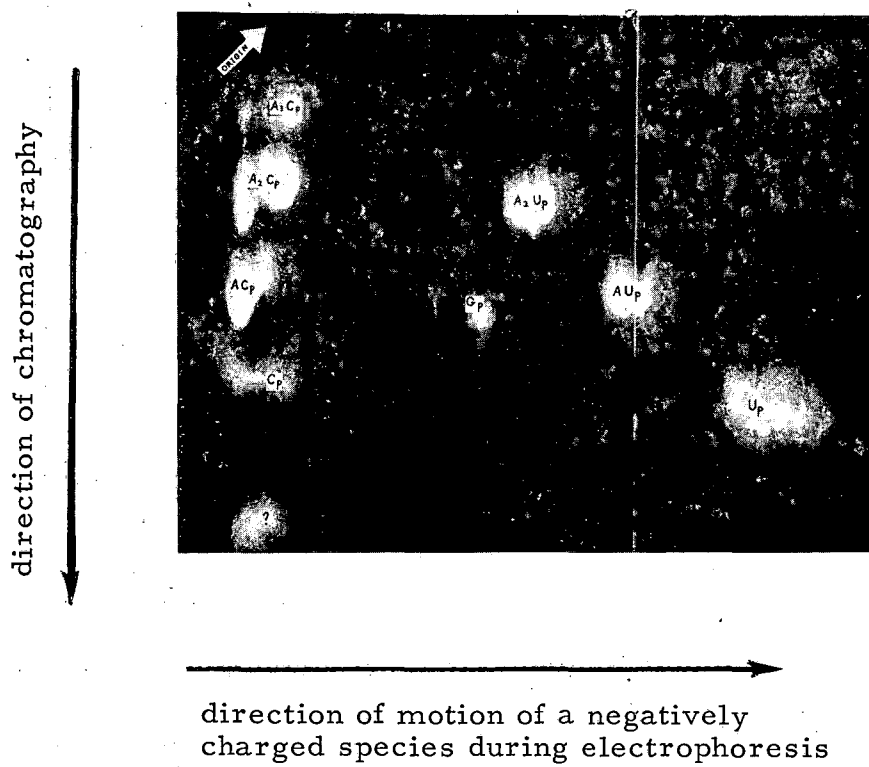 ORIGIN
A₃Cp
A₂Cp
A₂Up
ACp
Gp
AUp
Cp
Up
?
direction of chromatography
direction of motion of a negatively
charged species during electrophoresis